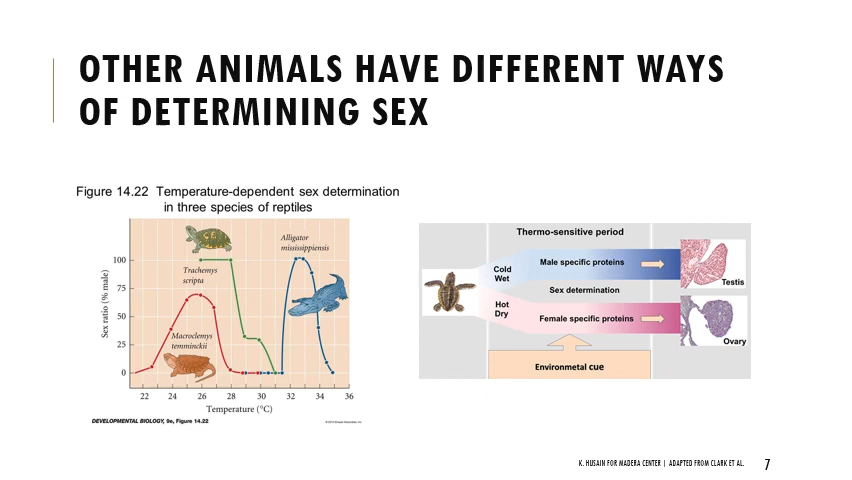 OTHER ANIMALS HAVE DIFFERENT WAYS
OF DETERMINING SEX
Figure 14.22 Temperature-dependent sex determination
in three species of reptiles
Sex ratio (% male)
100
75
50
25
0
Trachemys
scripta
Alligator
mississippiensis
Macroclemys
temminckii
22 24 26 28 30 32 34 36
Temperature (°C)
DEVELOPMENTAL BIOLOGY, 9e, Figure 14.22
Thermo-sensitive period
Cold
Wet
Male specific proteins
Testis
Sex determination
Hot
Dry
Female specific proteins
Ovary
Environmetal cue
K. HUSAIN FOR MADERA CENTER | ADAPTED FROM CLARK ET AL.
7